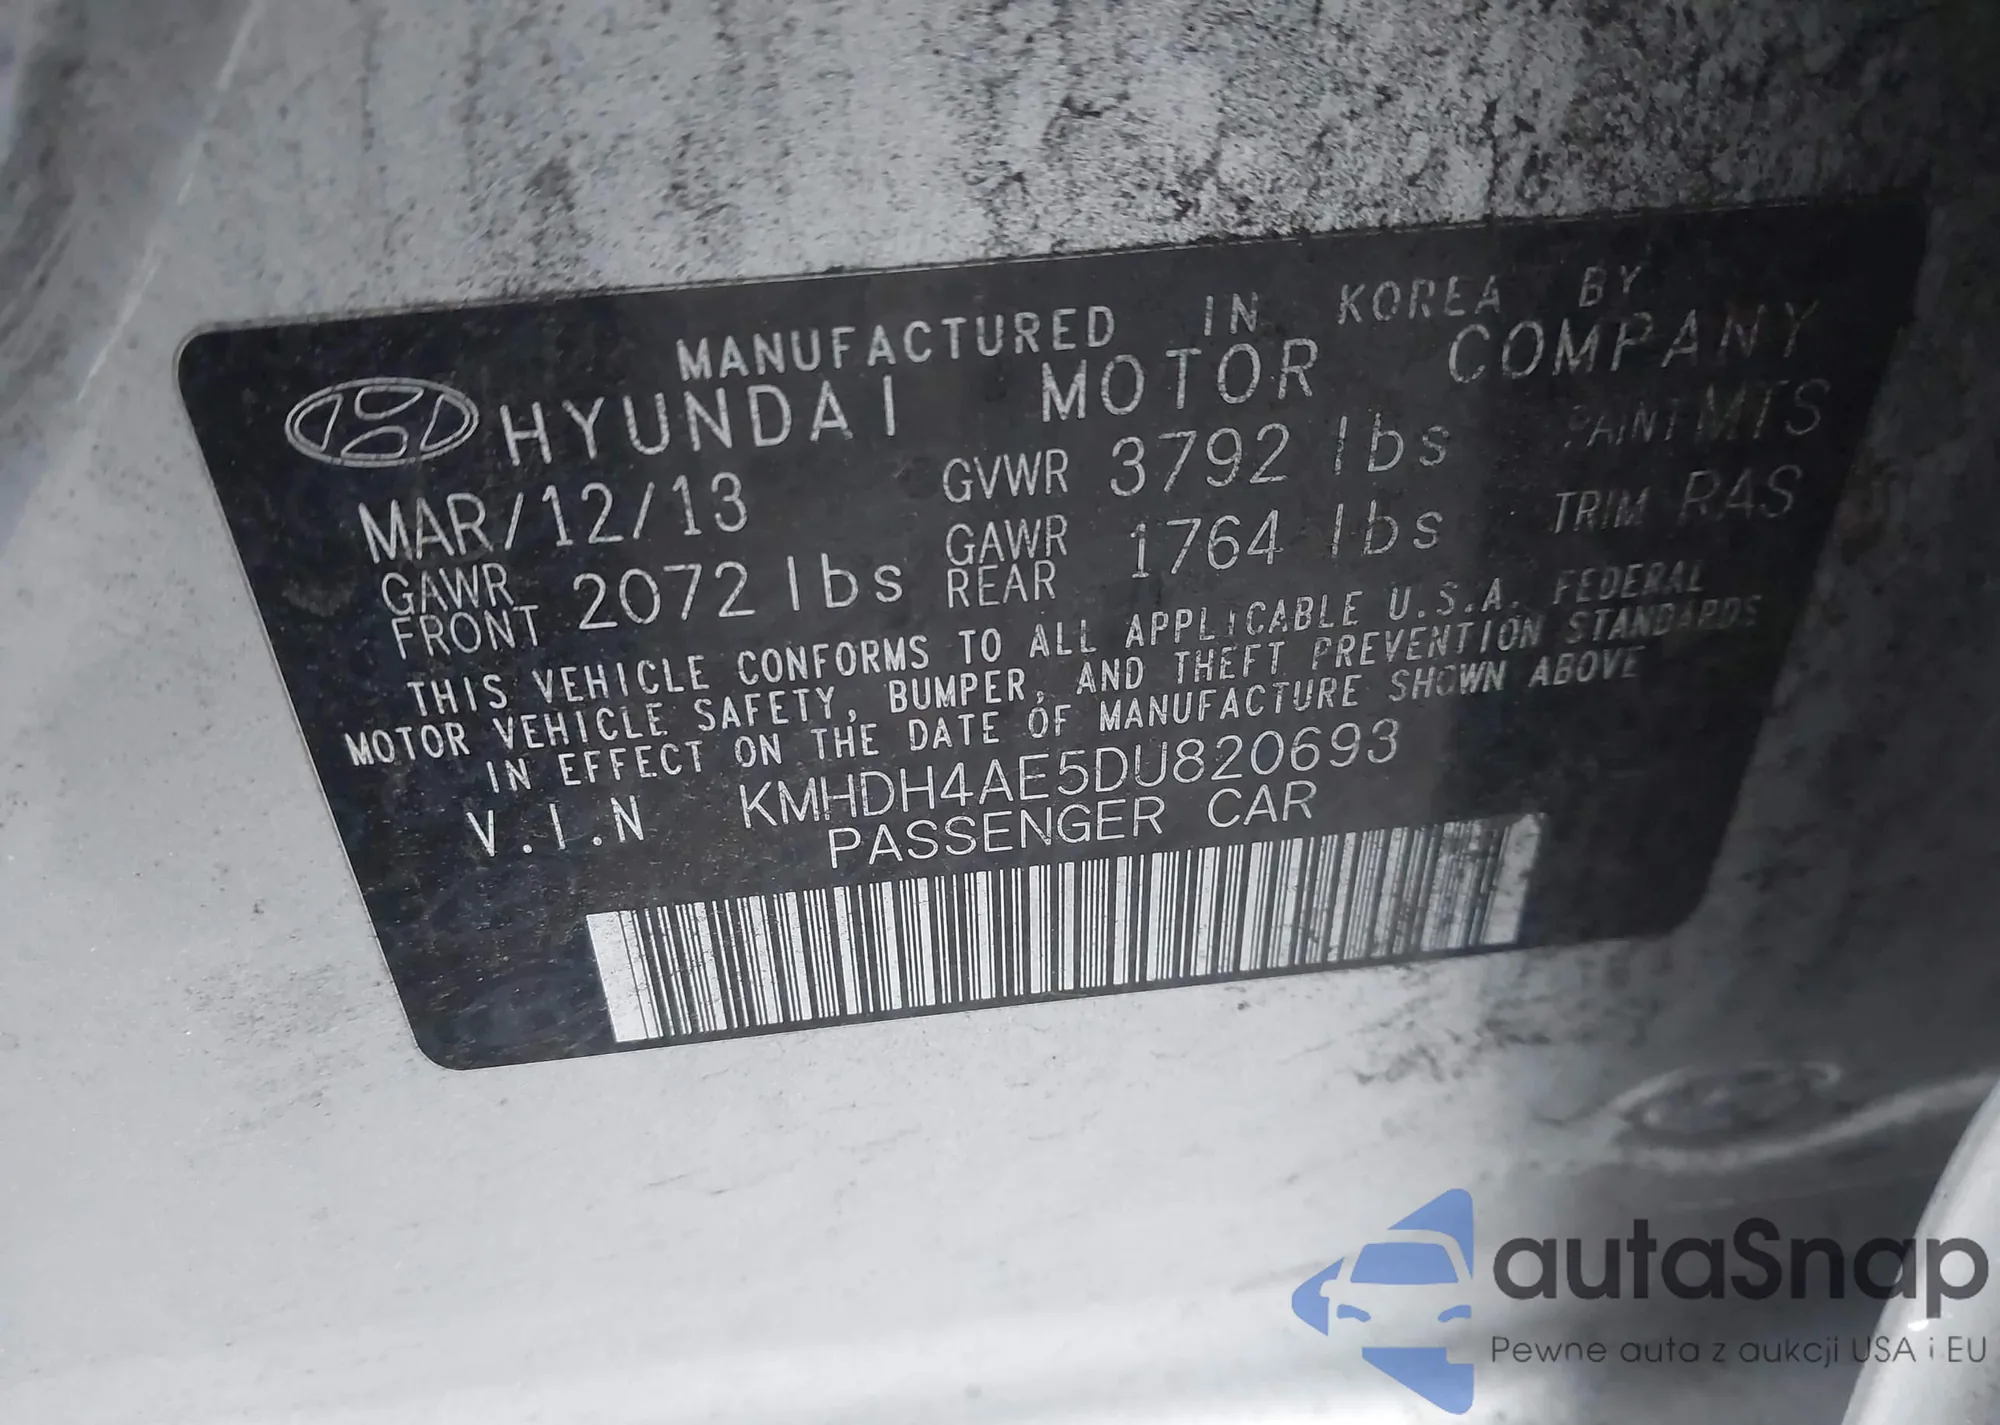 MANUFACTURED IN KOREA BY
HYUNDAI MOTOR COMPANY
MAR/12/13 GVWR 3792 lbs PAINT MTS
GAWR FRONT 2072 lbs GAWR REAR 1764 lbs TRIM RAS
THIS VEHICLE CONFORMS TO ALL APPLICABLE U.S.A. FEDERAL
MOTOR VEHICLE SAFETY, BUMPER, AND THEFT PREVENTION STANDARDS
IN EFFECT ON THE DATE OF MANUFACTURE SHOWN ABOVE
V.I.N KMHDH4AE5DU820693
PASSENGER CAR
autaSnap
Pewne auta z aukcji USA i EU